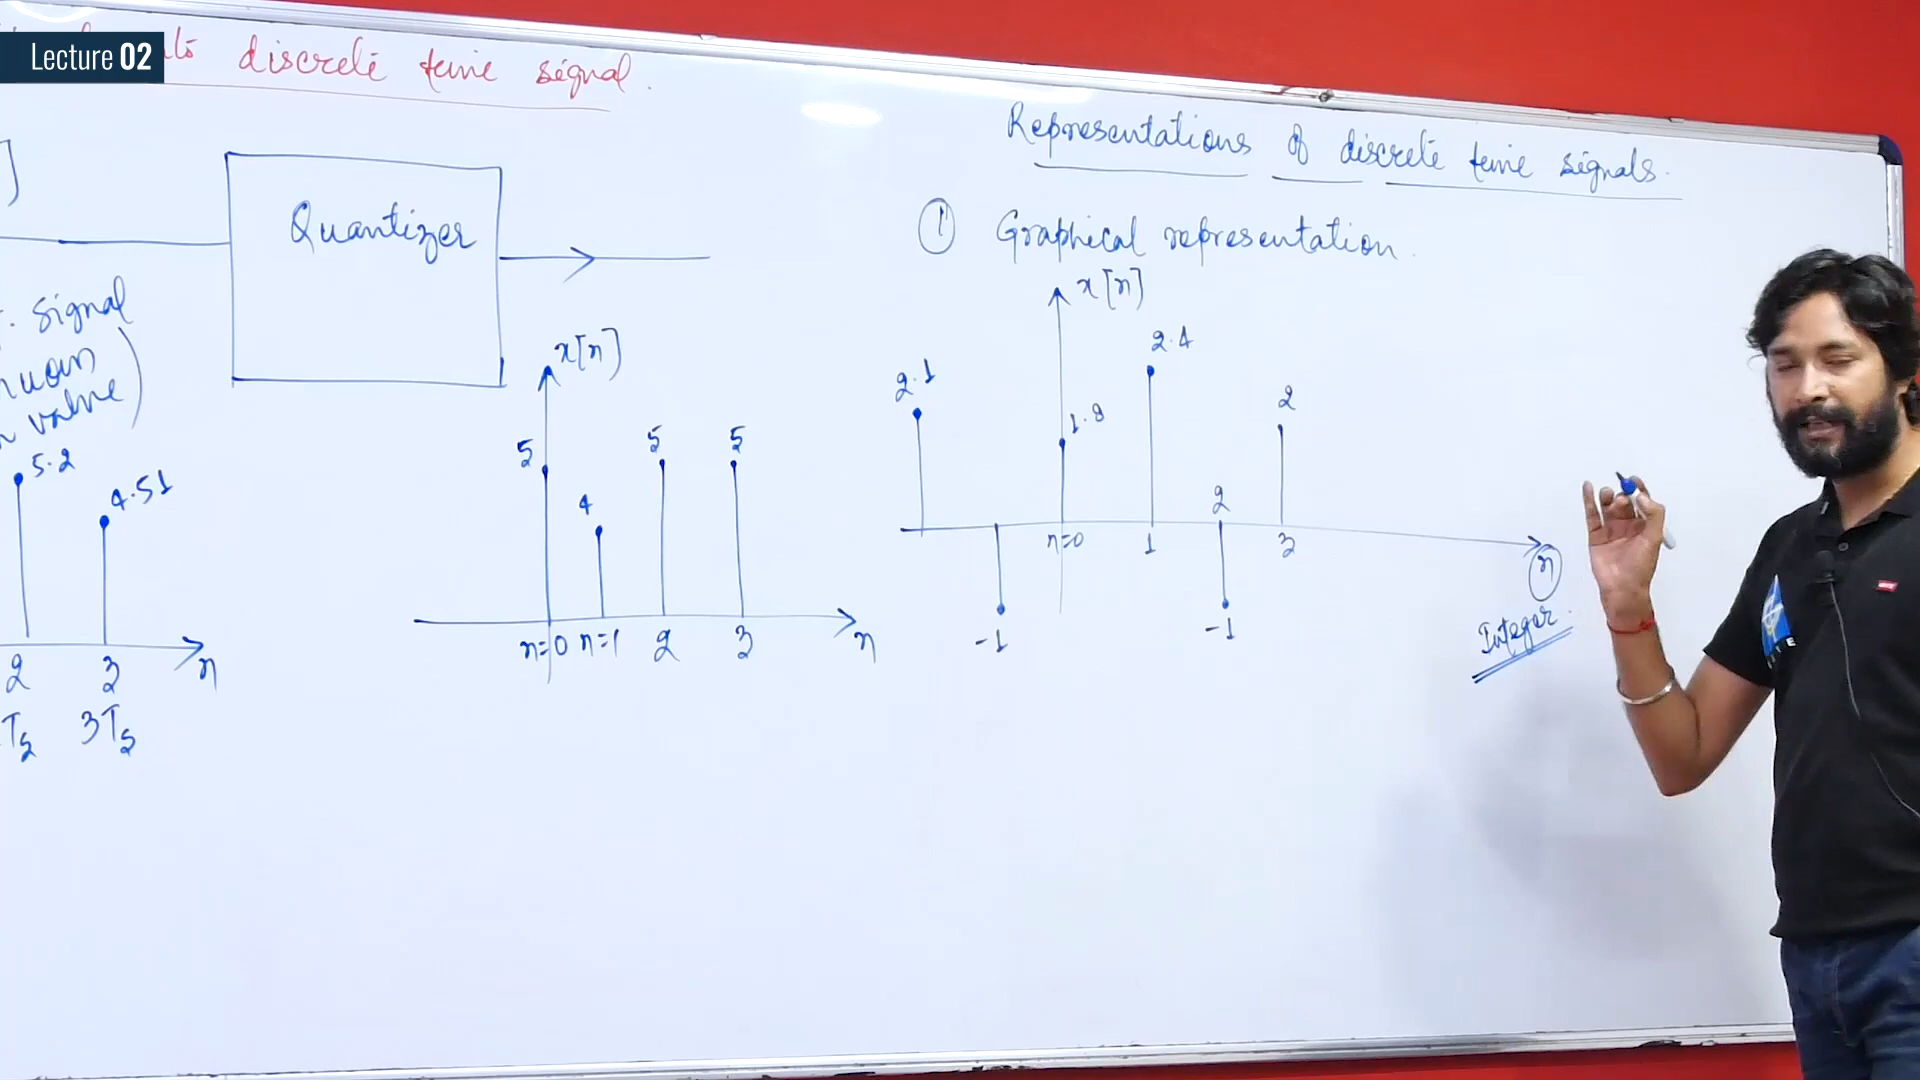 Lecture 02
discrete time signal.
Representations of discrete time signals.
]
Quantizer
① Graphical representation.
x[n]
signal
value)
5.2
4.51
2
3
n
3Ts
x[n]
5
4
5
5
n=0 n=1 2 3 n
2.1
2.4
1.8
2
2
n=0 1 3 n
-1
-1
Integer.